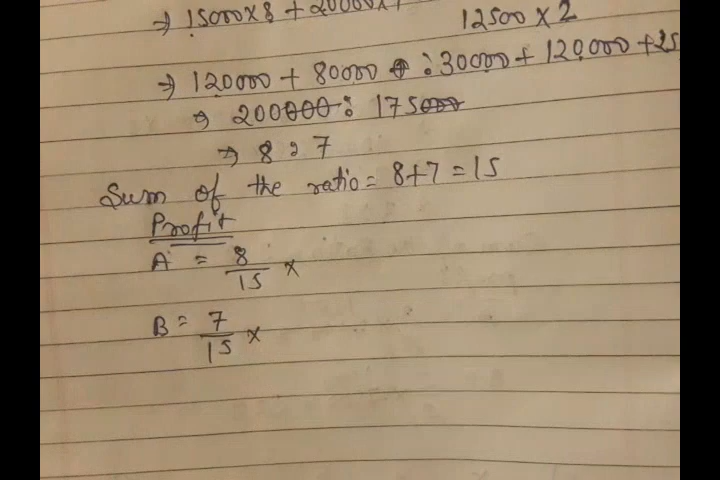 ⇒ 15000×8 + 20000×
12500 × 2
⇒ 120000 + 80000 : 30000 + 120000 + 25
⇒ 200000 : 175000
⇒ 8 : 7
Sum of the ratio = 8+7 = 15
Profit
A = 8/15 ×
B = 7/15 ×